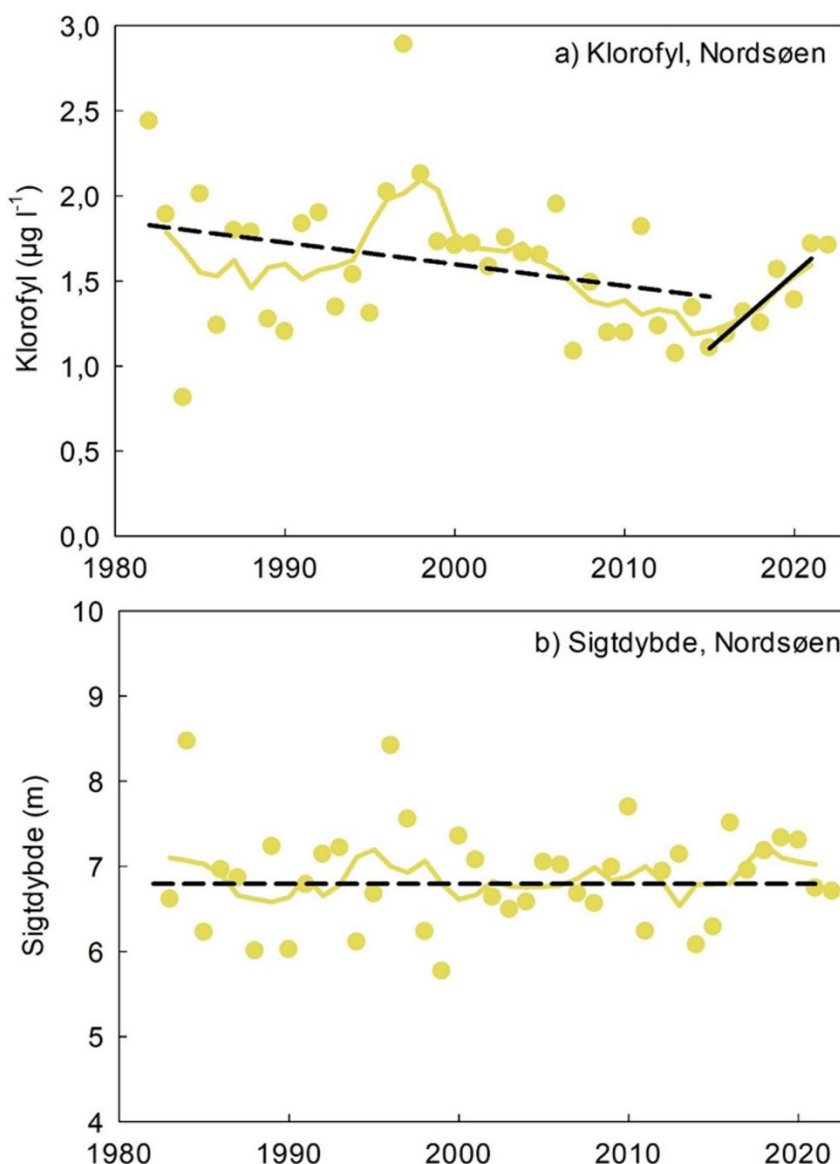 a) Klorofyl, Nordsøen
Klorofyl (µg l⁻¹)
3,0
2,5
2,0
1,5
1,0
0,5
0,0
1980 1990 2000 2010 2020
b) Sigtdybde, Nordsøen
Sigtdybde (m)
10
9
8
7
6
5
4
1980 1990 2000 2010 2020